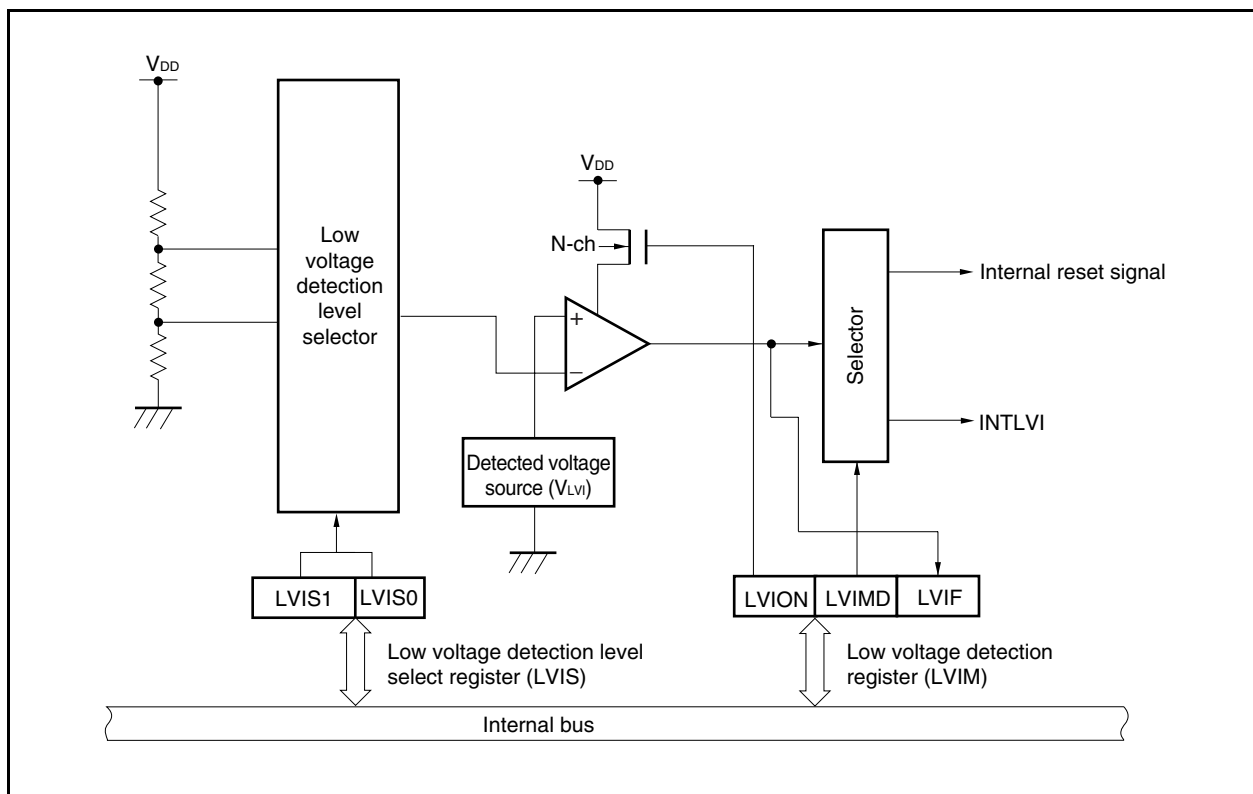 VDD
Low
voltage
detection
level
selector
VDD
N-ch
+
−
Detected voltage
source (VLVI)
Selector
Internal reset signal
INTLVI
LVIS1
LVIS0
LVION
LVIMD
LVIF
Low voltage detection level
select register (LVIS)
Low voltage detection
register (LVIM)
Internal bus